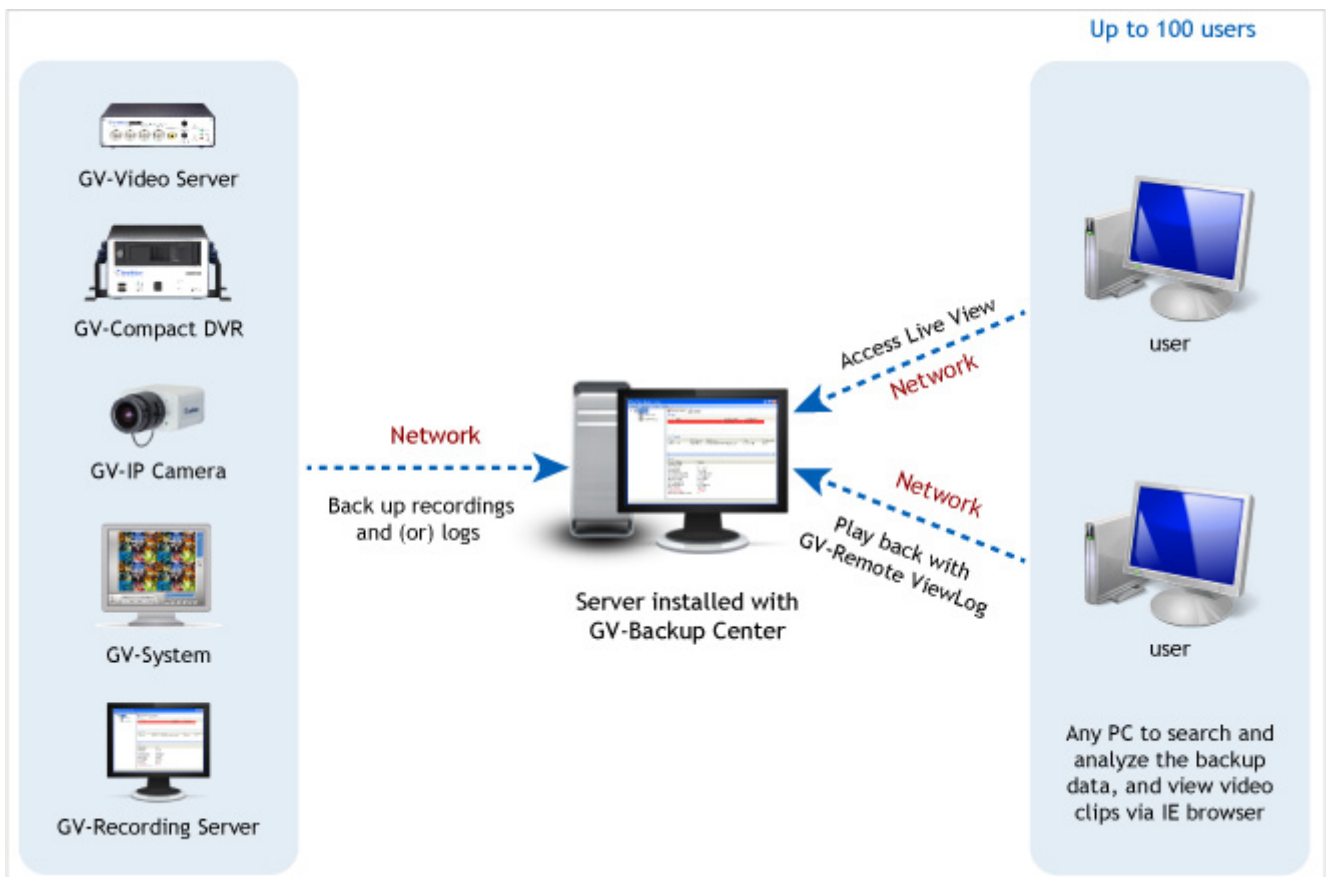 Up to 100 users
GV-Video Server
GV-Compact DVR
GV-IP Camera
GV-System
GV-Recording Server
Network
Back up recordings
and (or) logs
Server installed with
GV-Backup Center
Access Live View
Network
Network
Play back with
GV-Remote ViewLog
user
user
Any PC to search and
analyze the backup
data, and view video
clips via IE browser